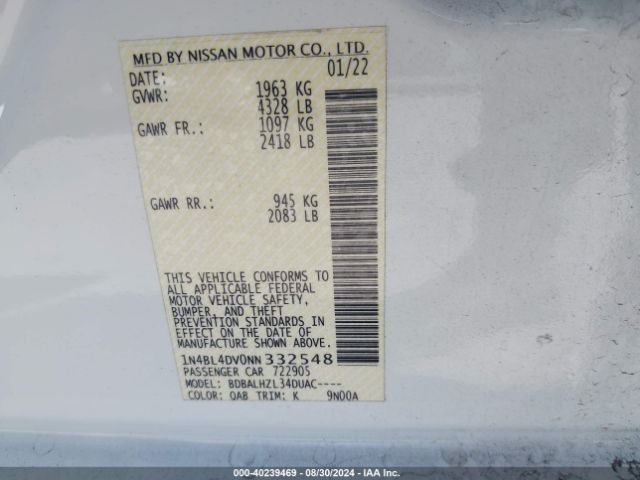 MFD BY NISSAN MOTOR CO., LTD.
DATE: 01/22
GVWR: 1963 KG
4328 LB
GAWR FR.: 1097 KG
2418 LB
GAWR RR.: 945 KG
2083 LB
THIS VEHICLE CONFORMS TO
ALL APPLICABLE FEDERAL
MOTOR VEHICLE SAFETY,
BUMPER, AND THEFT
PREVENTION STANDARDS IN
EFFECT ON THE DATE OF
MANUFACTURE SHOWN ABOVE.
1N4BL4DV0NN332548
PASSENGER CAR 722905
MODEL: BDBALHZL34DUAC----
COLOR: QAB TRIM: K 9N00A
000-40239469 - 08/30/2024 - IAA Inc.